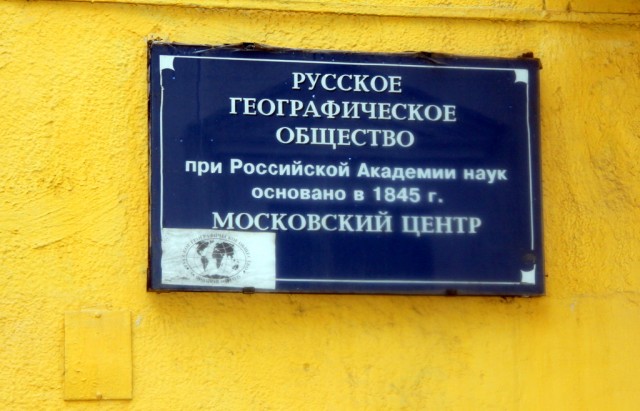 РУССКОЕ
ГЕОГРАФИЧЕСКОЕ
ОБЩЕСТВО
при Российской Академии наук
основано в 1845 г.
МОСКОВСКИЙ ЦЕНТР